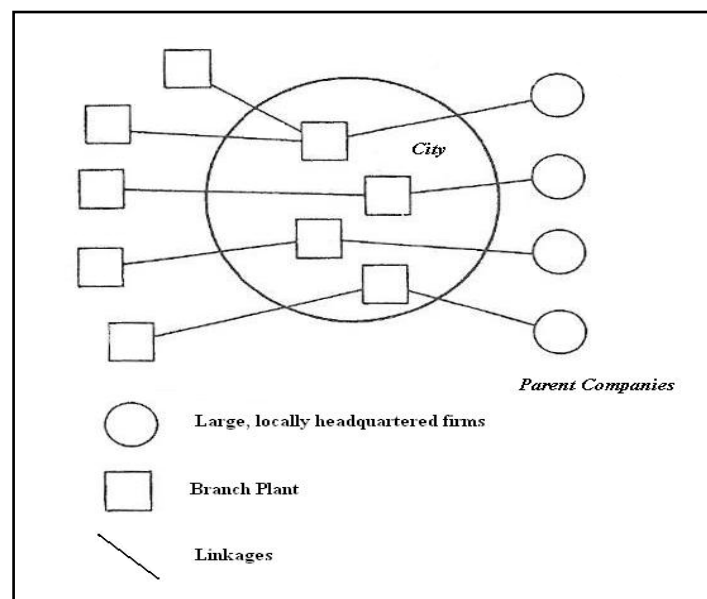 City
Parent Companies
Large, locally headquartered firms
Branch Plant
Linkages